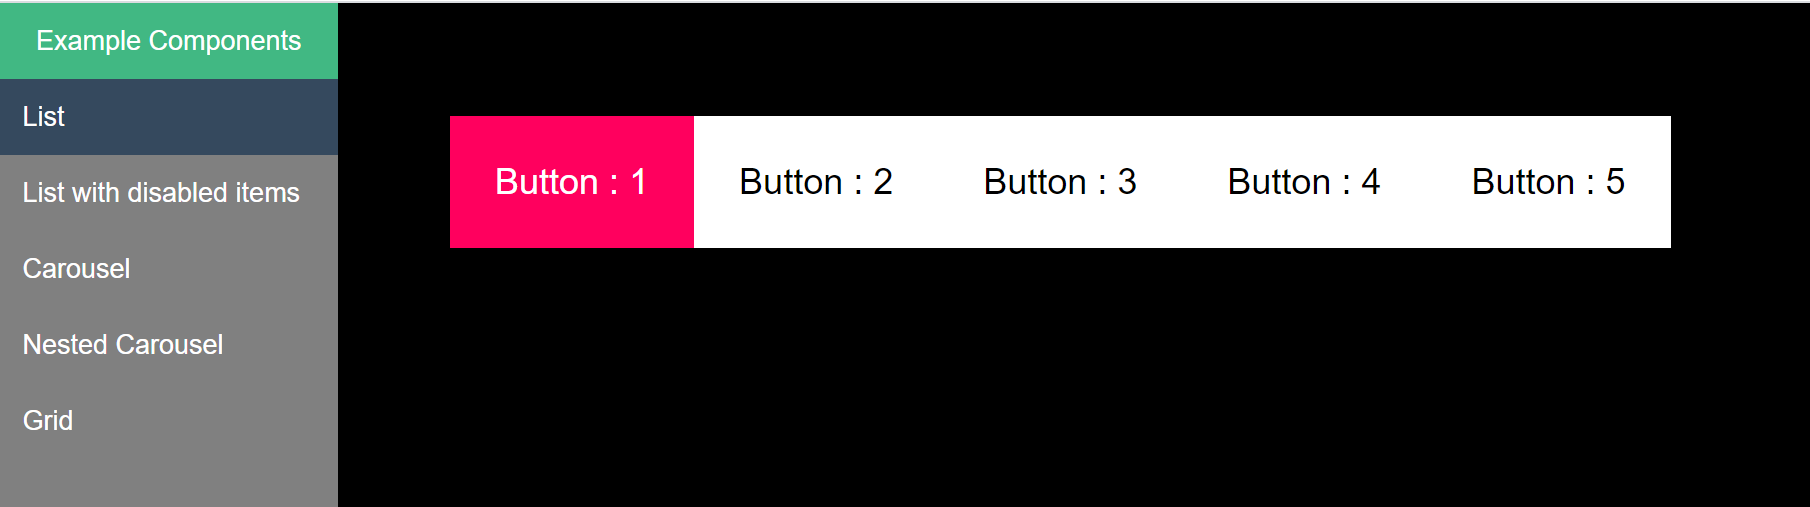 Example Components
List
List with disabled items
Carousel
Nested Carousel
Grid
Button : 1 Button : 2 Button : 3 Button : 4 Button : 5